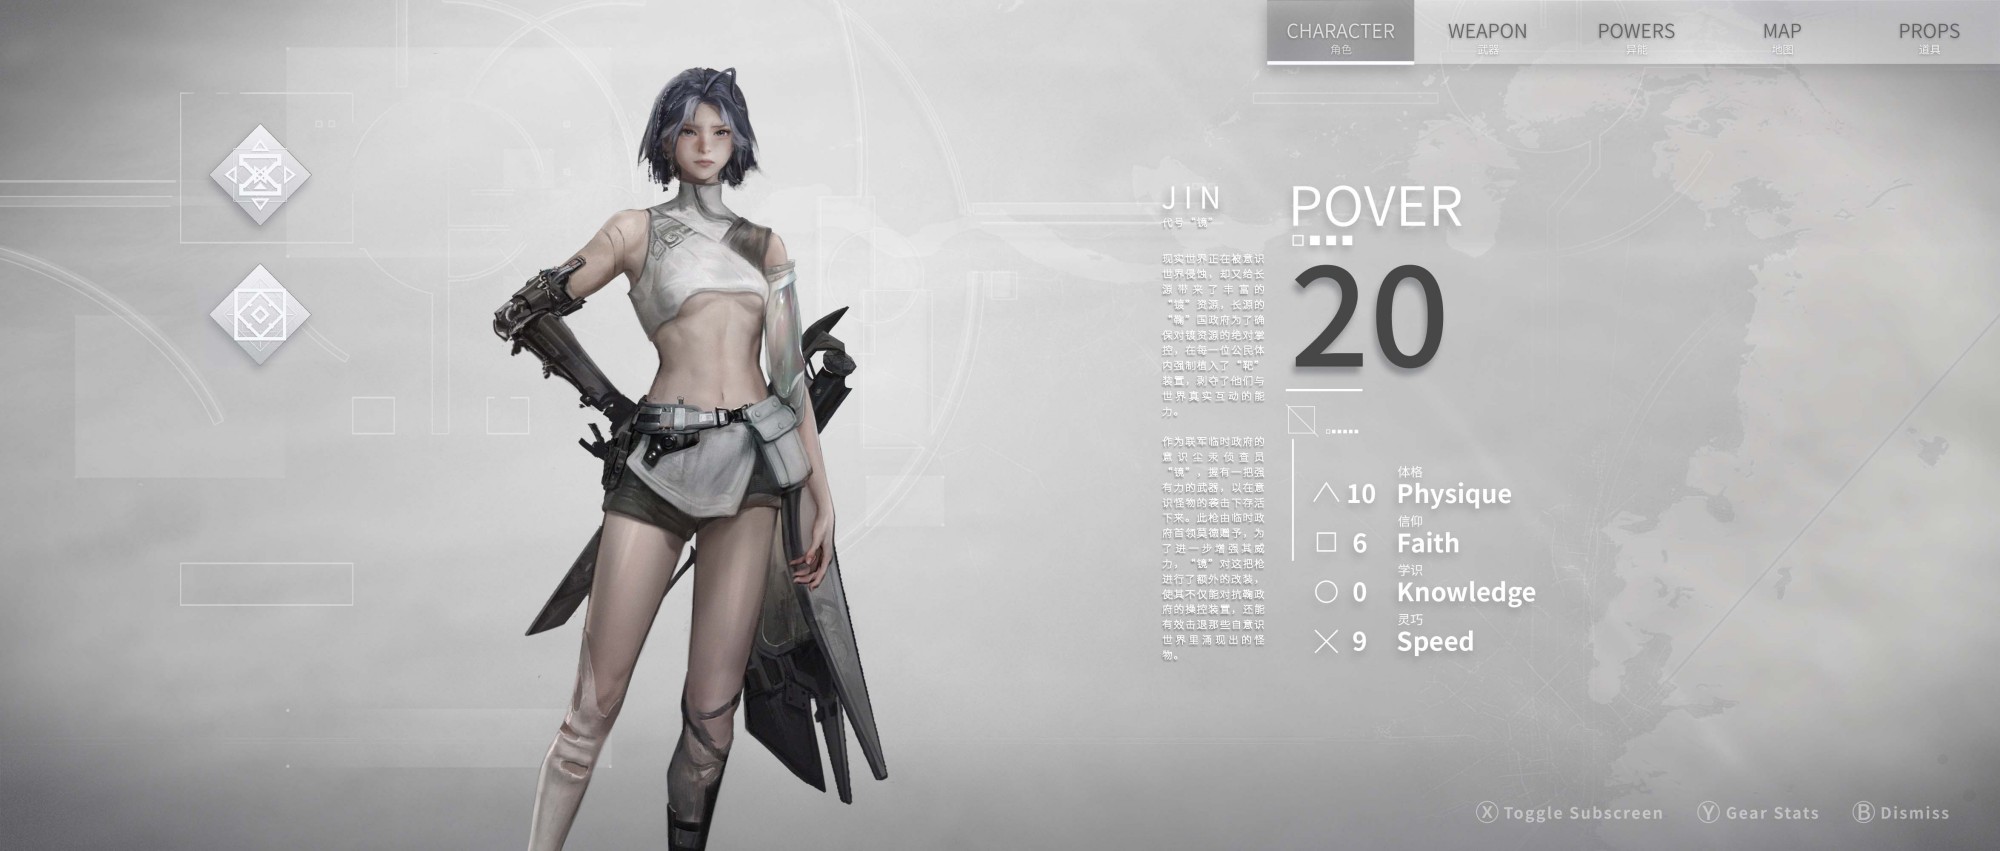 CHARACTER
角色
WEAPON
武器
POWERS
异能
MAP
地图
PROPS
道具
JIN
代号“镜”
现实世界正在被意识
世界侵蚀，却又给长
源带来了丰富的
“镀”资源，长源的
国政府为了确
保对镀资源的绝对掌
控，在每一位公民体
内强制植入了
装置，剥夺了他们与
世界真实互动的能
力。
作为联军临时政府的
意识尘汞侦查员
“镜”，握有一把强
有力的武器，以在意
识怪物的袭击下存活
下来。此枪由临时政
府首领莫德赠予，为
了进一步增强其威
力，“镜”对这把枪
进行了额外的改装，
使其不仅能对抗鞠政
府的操控装置，还能
有效击退那些自意识
世界里涌现出的怪
物。
POVER
20
体格
10 Physique
信仰
6 Faith
学识
0 Knowledge
灵巧
9 Speed
X Toggle Subscreen
Y Gear Stats
B Dismiss